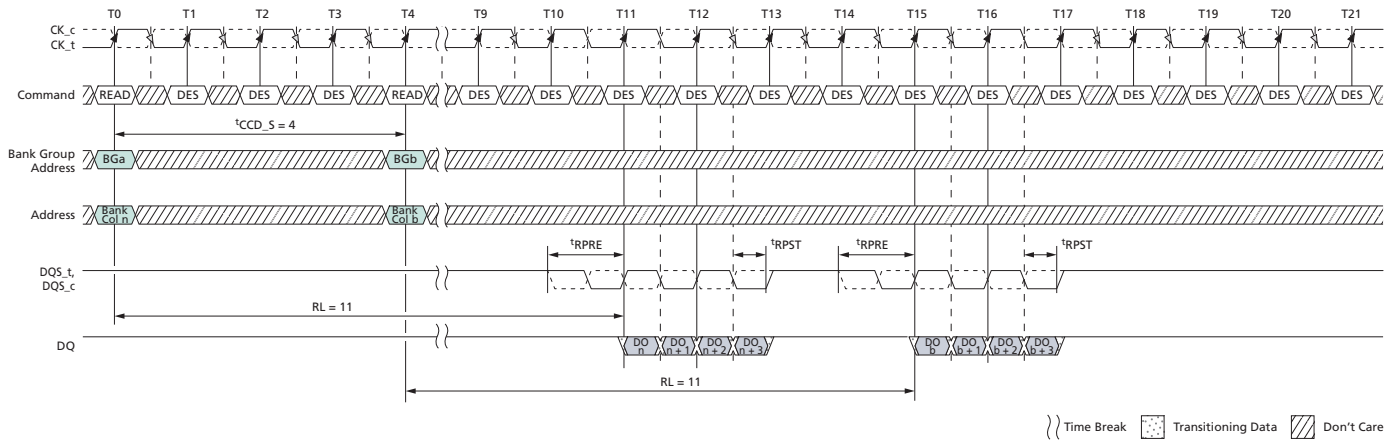 T0 T1 T2 T3 T4 T9 T10 T11 T12 T13 T14 T15 T16 T17 T18 T19 T20 T21
CK_c
CK_t
Command READ DES DES DES READ DES DES DES DES DES DES DES DES DES DES DES DES DES
tCCD_S = 4
Bank Group
Address
BGa BGb
Address
Bank
Col n
Bank
Col b
tRPRE tRPST tRPRE tRPST
DQS_t,
DQS_c
RL = 11
DQ
DO
n
DO
n + 1
DO
n + 2
DO
n + 3
DO
b
DO
b + 1
DO
b + 2
DO
b + 3
RL = 11
Time Break Transitioning Data Don't Care